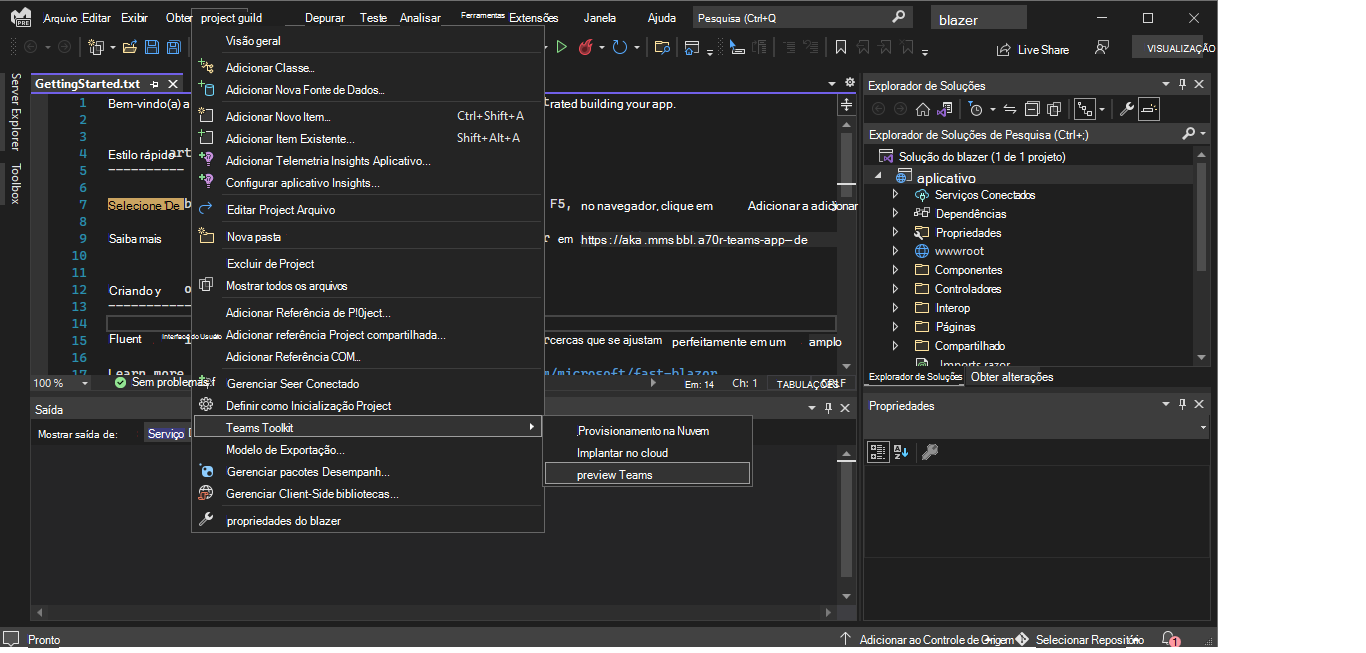 Arquivo Editar Exibir Obter project guild Depurar Teste Analisar Ferramentas Extensões Janela Ajuda Pesquisa (Ctrl+Q blazer
Live Share VISUALIZAÇÃO
Server Explorer
Toolbox
GettingStarted.txt
1 Bem-vindo(a) a trated building your app.
2
3
4 Estilo rápido art
5 ----------
6
7 Selecione De b F5, no navegador, clique em Adicionar a adicionar
8
9 Saiba mais r em https://aka.mms bbl.a70r-teams-app–de
10
11
12 Criando y o
13 -----------
14
15 Fluent Interface do Usuário cercas que se ajustam perfeitamente em um amplo
16
17 Learn more m/microsoft/fast-blazor
100 % Sem problemas:f Em: 14 Ch: 1 TABULAÇÕES CRLF
Visão geral
Adicionar Classe...
Adicionar Nova Fonte de Dados...
Adicionar Novo Item... Ctrl+Shift+A
Adicionar Item Existente... Shift+Alt+A
Adicionar Telemetria Insights Aplicativo...
Configurar aplicativo Insights...
Editar Project Arquivo
Nova pasta
Excluir de Project
Mostrar todos os arquivos
Adicionar Referência de P!0ject...
Adicionar referência Project compartilhada...
Adicionar Referência COM...
Gerenciar Seer Conectado
Definir como Inicialização Project
Teams Toolkit
Modelo de Exportação...
Gerenciar pacotes Desempanh...
Gerenciar Client-Side bibliotecas...
propriedades do blazer
Provisionamento na Nuvem
Implantar no cloud
preview Teams
Saída
Mostrar saída de: Serviço
Explorador de Soluções
Explorador de Soluções de Pesquisa (Ctrl+;)
Solução do blazer (1 de 1 projeto)
aplicativo
Serviços Conectados
Dependências
Propriedades
wwwroot
Componentes
Controladores
Interop
Páginas
Compartilhado
Imports razor
Explorador de Soluções Obter alterações
Propriedades
Pronto Adicionar ao Controle de Origem Selecionar Repositório 1